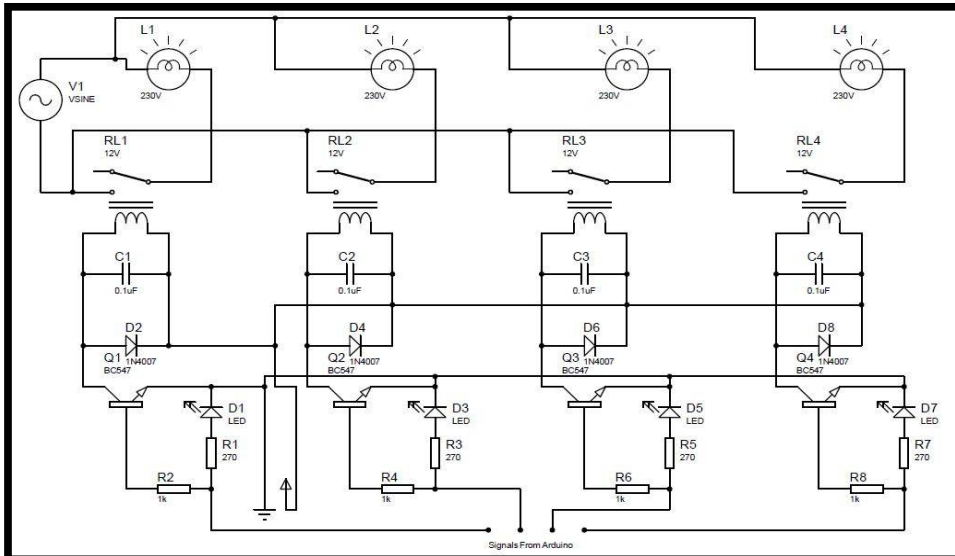 L1
L2
L3
L4
V1
VSINE
230V
230V
230V
230V
RL1
12V
RL2
12V
RL3
12V
RL4
12V
C1
0.1uF
C2
0.1uF
C3
0.1uF
C4
0.1uF
D2
1N4007
D4
1N4007
D6
1N4007
D8
1N4007
Q1
BC547
Q2
BC547
Q3
BC547
Q4
BC547
D1
LED
D3
LED
D5
LED
D7
LED
R1
270
R3
270
R5
270
R7
270
R2
1k
R4
1k
R6
1k
R8
1k
Signals From Arduino